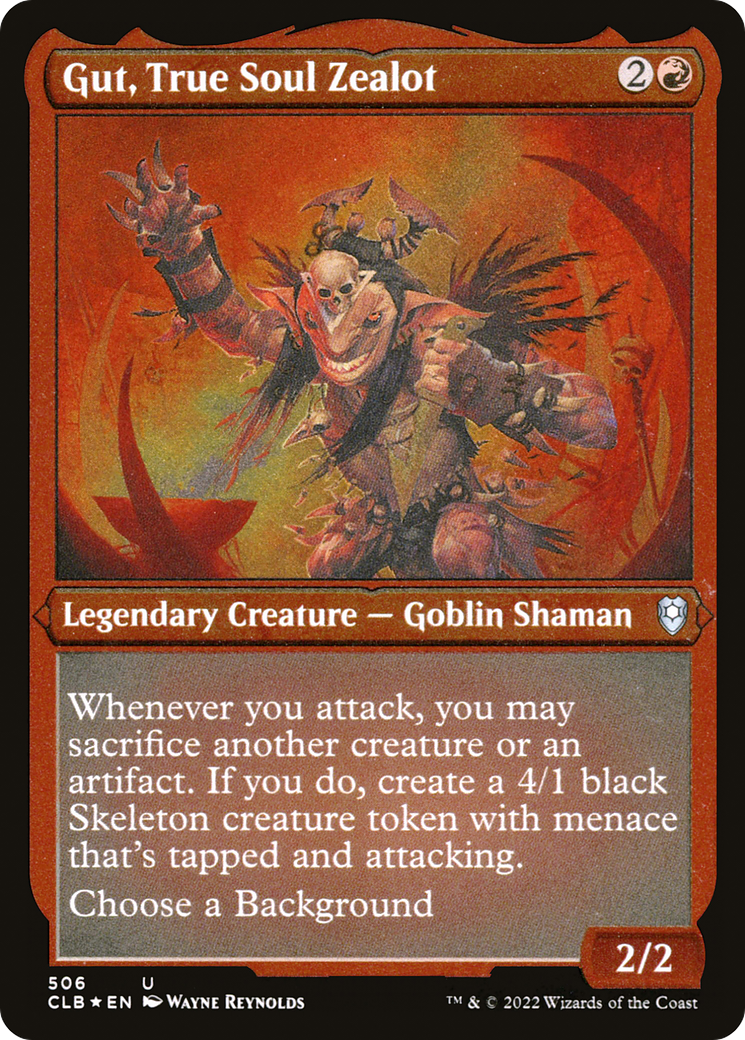 Gut, True Soul Zealot 2
Legendary Creature — Goblin Shaman
Whenever you attack, you may
sacrifice another creature or an
artifact. If you do, create a 4/1 black
Skeleton creature token with menace
that's tapped and attacking.
Choose a Background
2/2
506 U
CLB★EN Wayne Reynolds
™ & © 2022 Wizards of the Coast